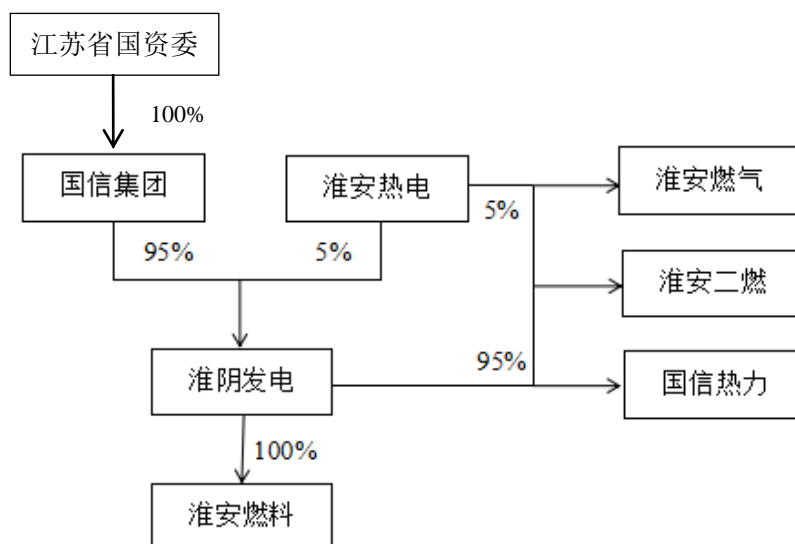 江苏省国资委
100%
国信集团
淮安热电
淮安燃气
5%
95%
5%
淮安二燃
淮阴发电
95%
国信热力
100%
淮安燃料